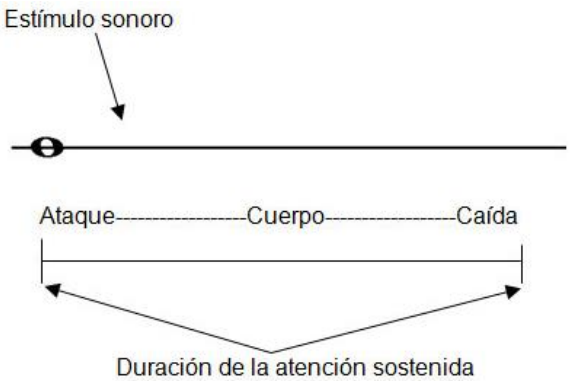 Estímulo sonoro
Ataque------------------Cuerpo------------------Caída
Duración de la atención sostenida